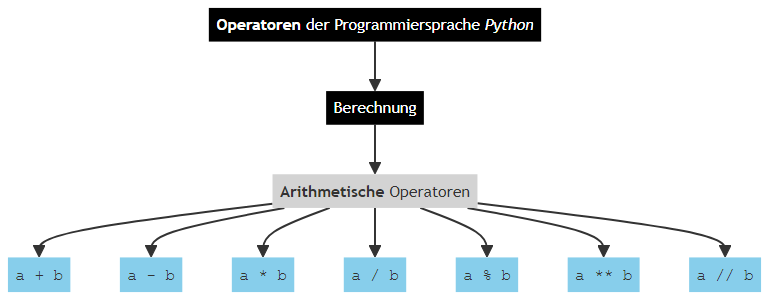 Operatoren der Programmiersprache Python
Berechnung
Arithmetische Operatoren
a + b
a - b
a * b
a / b
a % b
a ** b
a // b